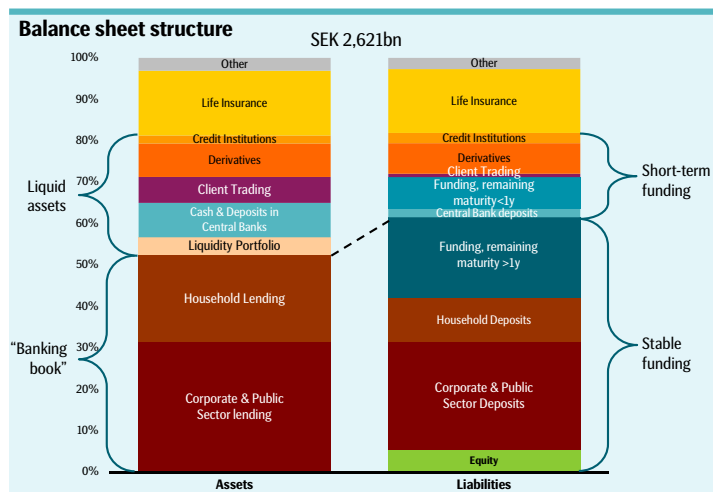 Balance sheet structure
SEK 2,621bn
100%
90%
80%
70%
60%
50%
40%
30%
20%
10%
0%
Liquid
assets
"Banking
book"
Other
Life Insurance
Credit Institutions
Derivatives
Client Trading
Cash & Deposits in
Central Banks
Liquidity Portfolio
Household Lending
Corporate & Public
Sector lending
Assets
Other
Life Insurance
Credit Institutions
Derivatives
Client Trading
Funding, remaining
maturity<1y
Central Bank deposits
Funding, remaining
maturity >1y
Household Deposits
Corporate & Public
Sector Deposits
Equity
Liabilities
Short-term
funding
Stable
funding